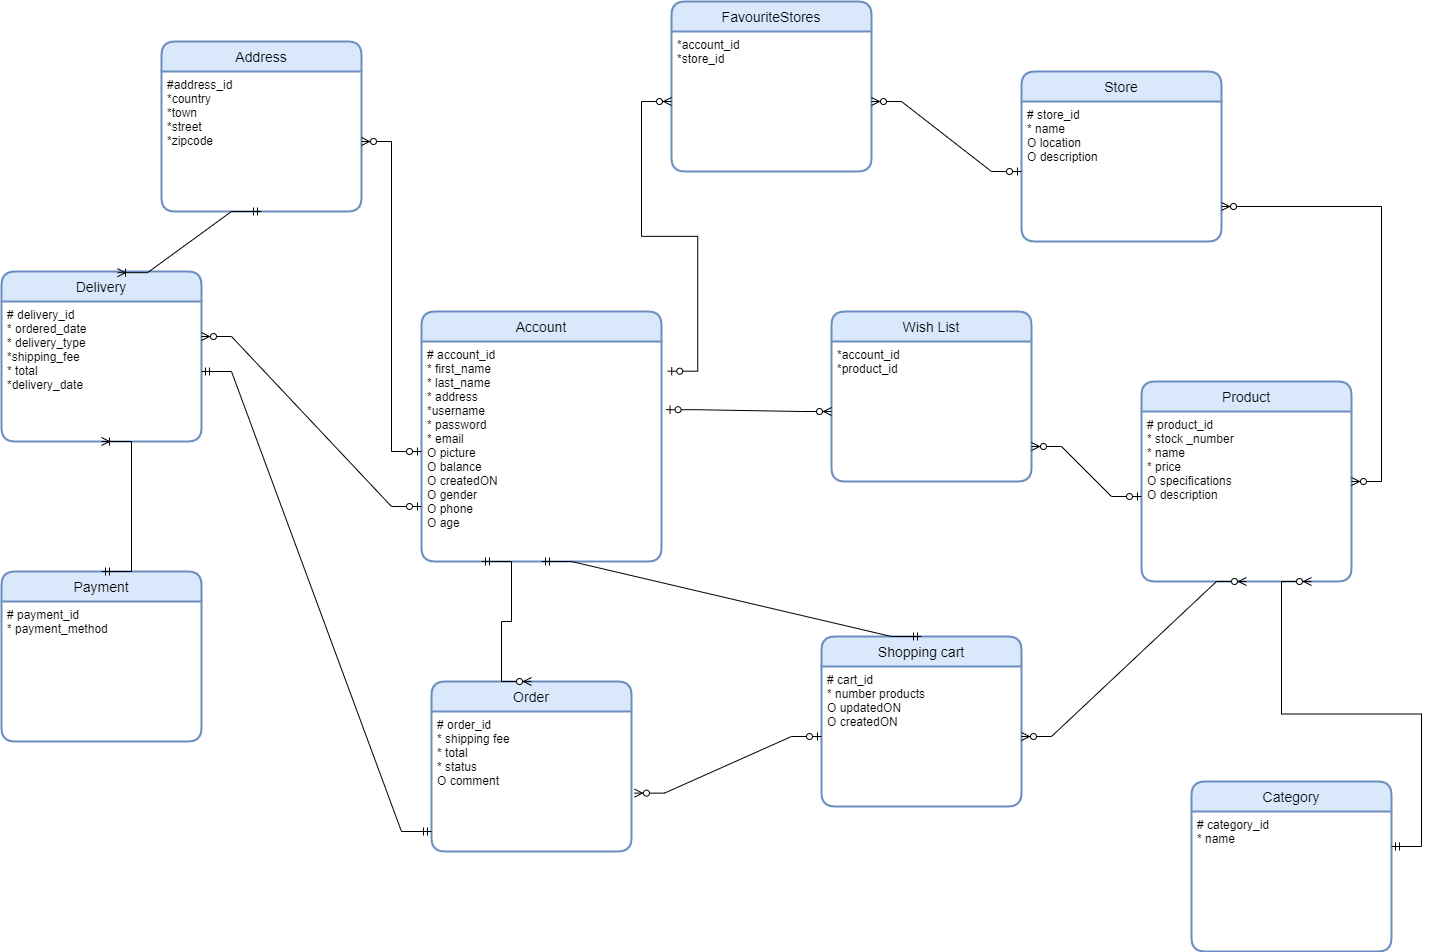 FavouriteStores
*account_id
*store_id
Address
#address_id
*country
*town
*street
*zipcode
Store
# store_id
* name
O location
O description
Delivery
# delivery_id
* ordered_date
* delivery_type
*shipping_fee
* total
*delivery_date
Account
# account_id
* first_name
* last_name
* address
*username
* password
* email
O picture
O balance
O createdON
O gender
O phone
O age
Wish List
*account_id
*product_id
Product
# product_id
* stock _number
* name
* price
O specifications
O description
Payment
# payment_id
* payment_method
Order
# order_id
* shipping fee
* total
* status
O comment
Shopping cart
# cart_id
* number products
O updatedON
O createdON
Category
# category_id
* name